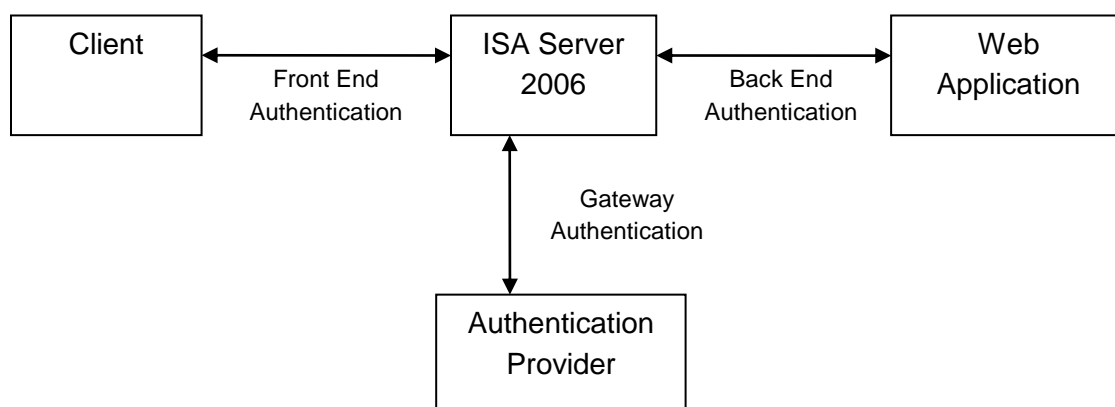 Client
Front End
Authentication
ISA Server
2006
Back End
Authentication
Web
Application
Gateway
Authentication
Authentication
Provider